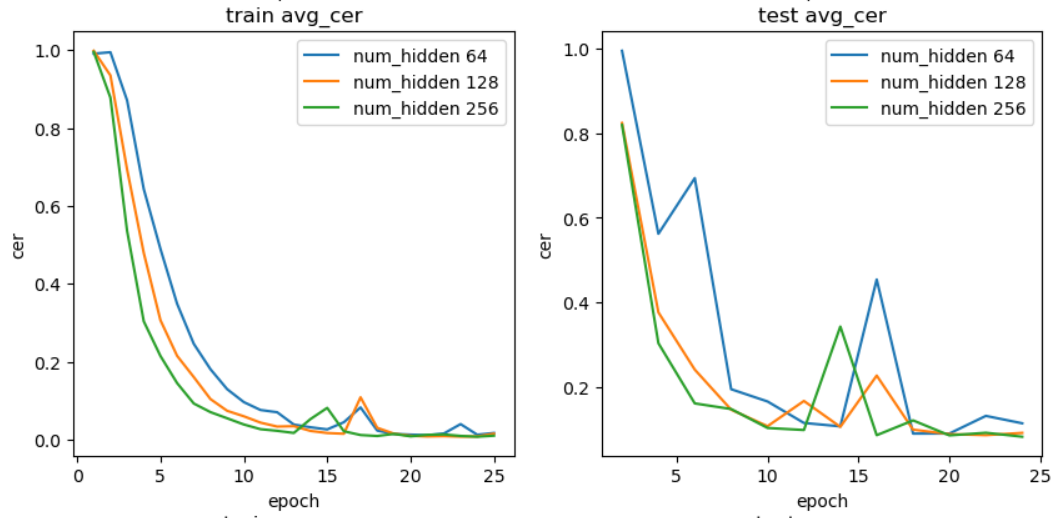 train avg_cer
1.0
0.8
0.6
0.4
0.2
0.0
cer
0
5
10
15
20
25
epoch
num_hidden 64
num_hidden 128
num_hidden 256
test avg_cer
1.0
0.8
0.6
0.4
0.2
cer
5
10
15
20
25
epoch
num_hidden 64
num_hidden 128
num_hidden 256